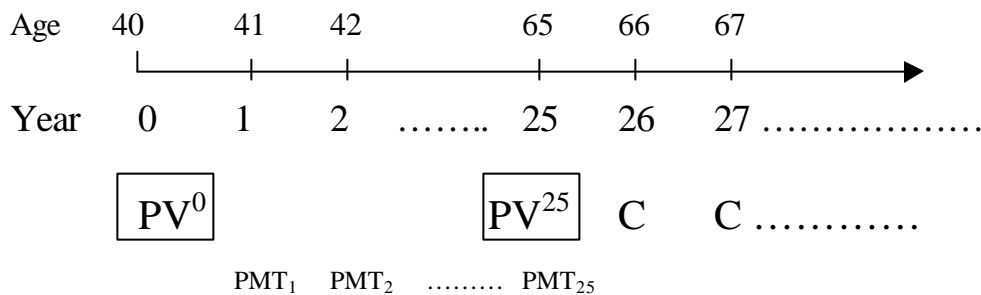 Age 40 41 42 65 66 67
Year 0 1 2 …….. 25 26 27 ………………
PV⁰ PV²⁵ C C …………
PMT₁ PMT₂ ……… PMT₂₅